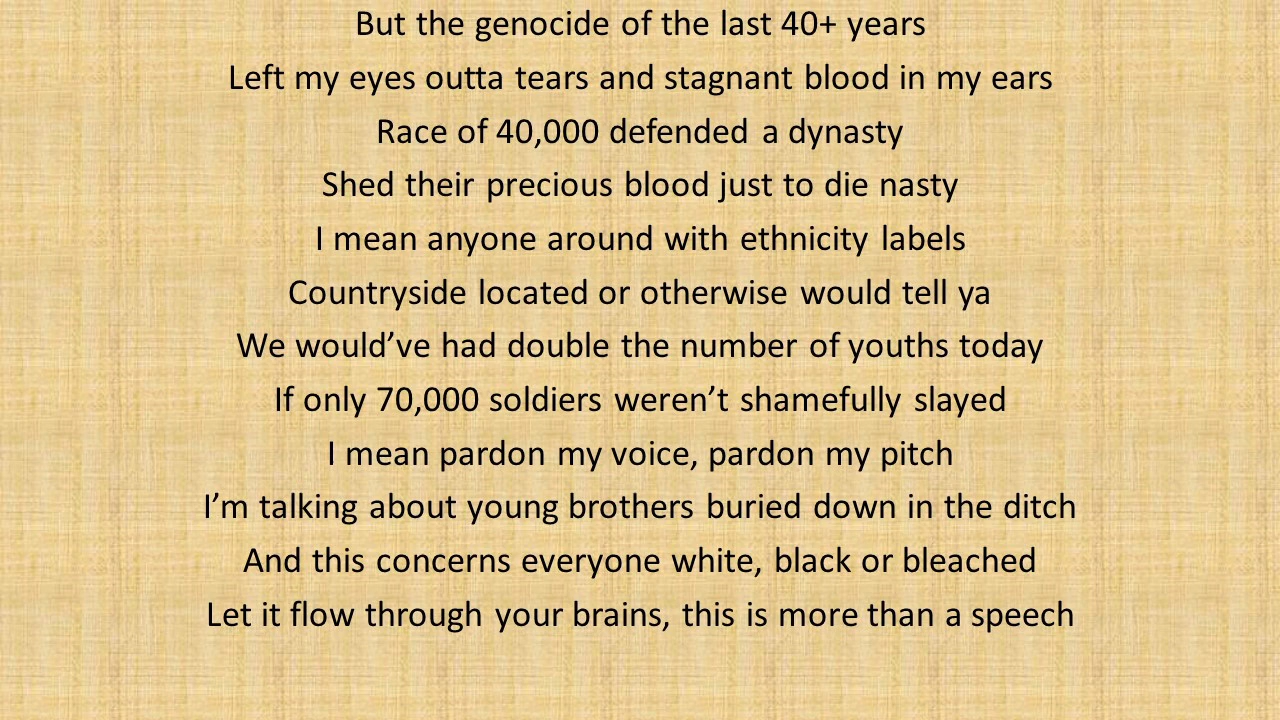 But the genocide of the last 40+ years
Left my eyes outta tears and stagnant blood in my ears
Race of 40,000 defended a dynasty
Shed their precious blood just to die nasty
I mean anyone around with ethnicity labels
Countryside located or otherwise would tell ya
We would’ve had double the number of youths today
If only 70,000 soldiers weren’t shamefully slayed
I mean pardon my voice, pardon my pitch
I’m talking about young brothers buried down in the ditch
And this concerns everyone white, black or bleached
Let it flow through your brains, this is more than a speech